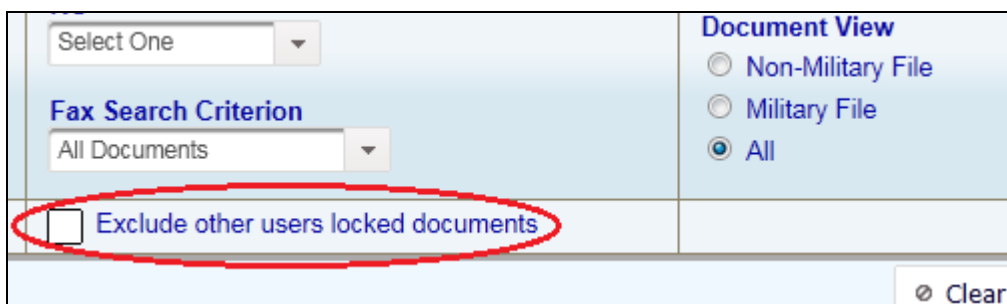 Select One
Fax Search Criterion
All Documents
Exclude other users locked documents
Document View
Non-Military File
Military File
All
Clear